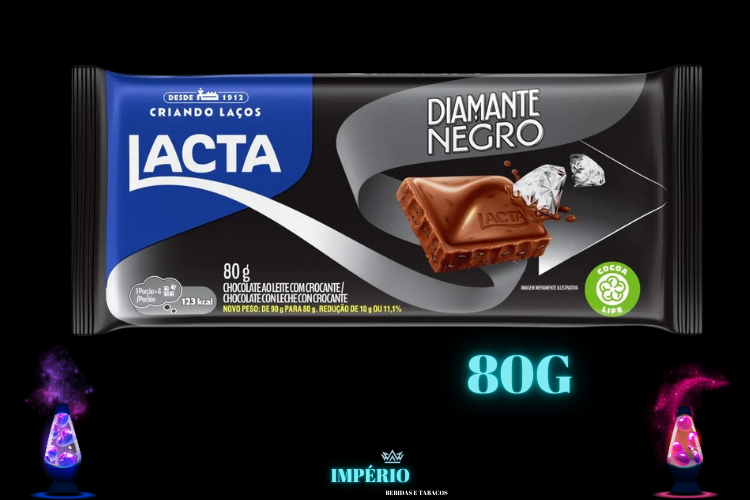 DESDE 1912
CRIANDO LAÇOS
LACTA
DIAMANTE
NEGRO
LACTA
80 g
CHOCOLATE AO LEITE COM CROCANTE /
CHOCOLATE CON LECHE CON CROCANTE
NOVO PESO: DE 90 g PARA 80 g. REDUÇÃO DE 10 g OU 11,1%
123 kcal
IMAGEM MERAMENTE ILUSTRATIVA
COCOA
LIFE
80G
IMPÉRIO
BEBIDAS E TABACOS